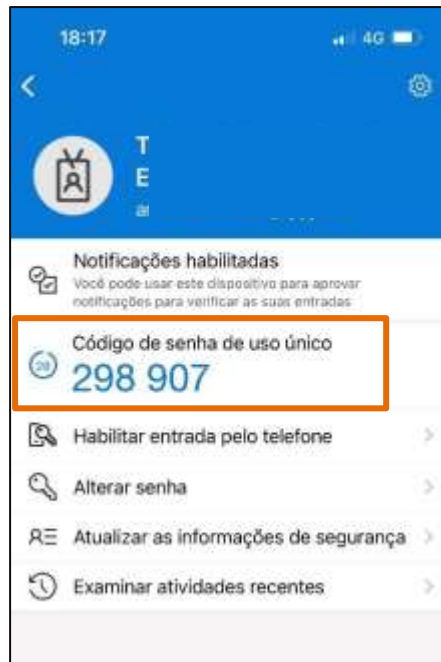 18:17
4G
T
E
Notificações habilitadas
Você pode usar este dispositivo para aprovar
notificações para verificar as suas entradas
Código de senha de uso único
298 907
Habilitar entrada pelo telefone
Alterar senha
Atualizar as informações de segurança
Examinar atividades recentes